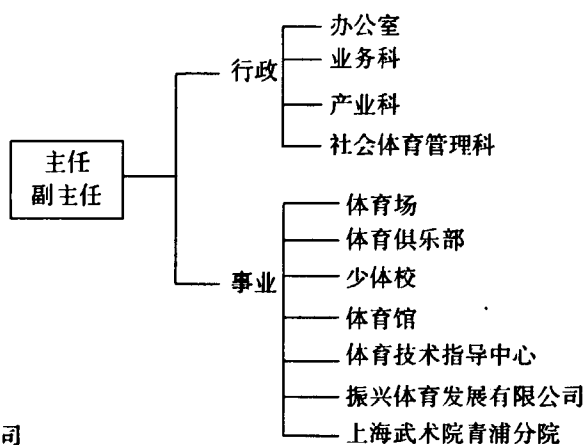 办公室
业务科
行政
产业科
社会体育管理科
主任
副主任
体育场
体育俱乐部
少体校
事业
体育馆
体育技术指导中心
振兴体育发展有限公司
上海武术院青浦分院
司